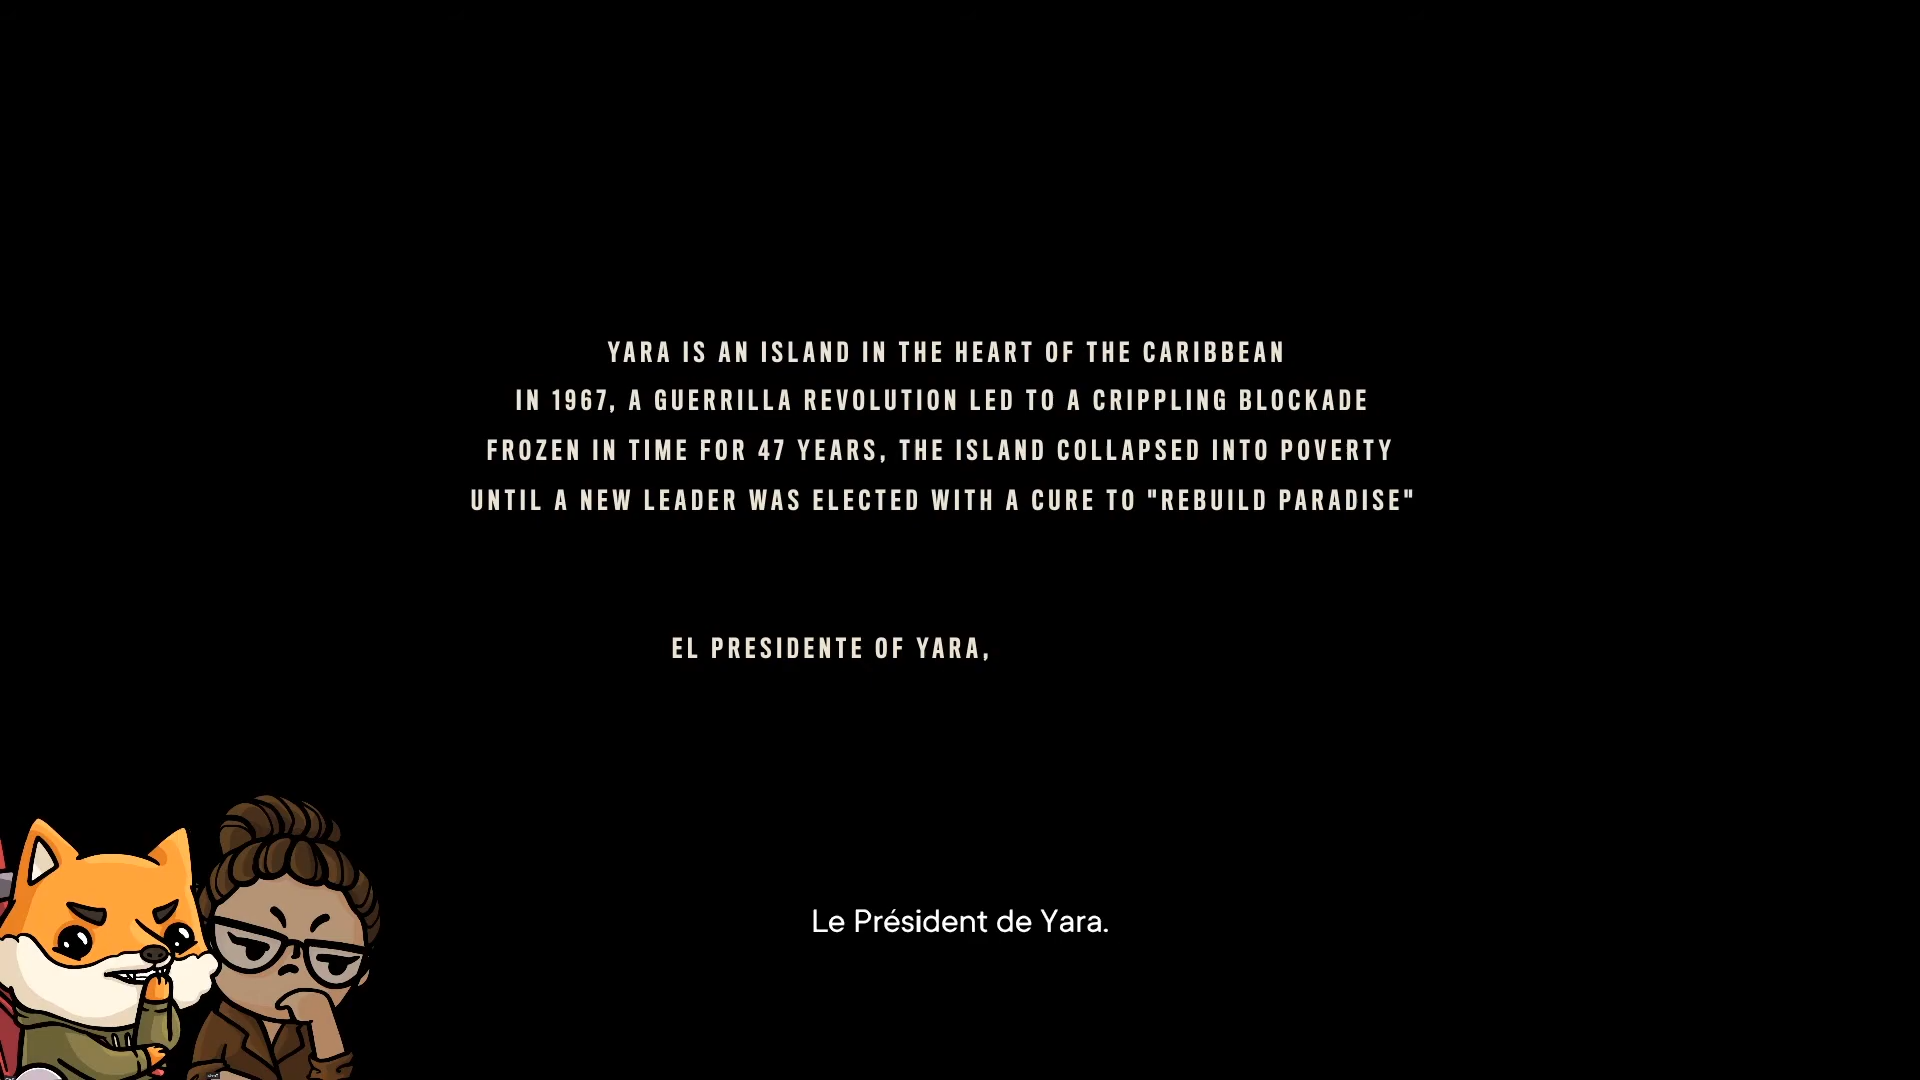 YARA IS AN ISLAND IN THE HEART OF THE CARIBBEAN
IN 1967, A GUERRILLA REVOLUTION LED TO A CRIPPLING BLOCKADE
FROZEN IN TIME FOR 47 YEARS, THE ISLAND COLLAPSED INTO POVERTY
UNTIL A NEW LEADER WAS ELECTED WITH A CURE TO "REBUILD PARADISE"
EL PRESIDENTE OF YARA,
Le Président de Yara.